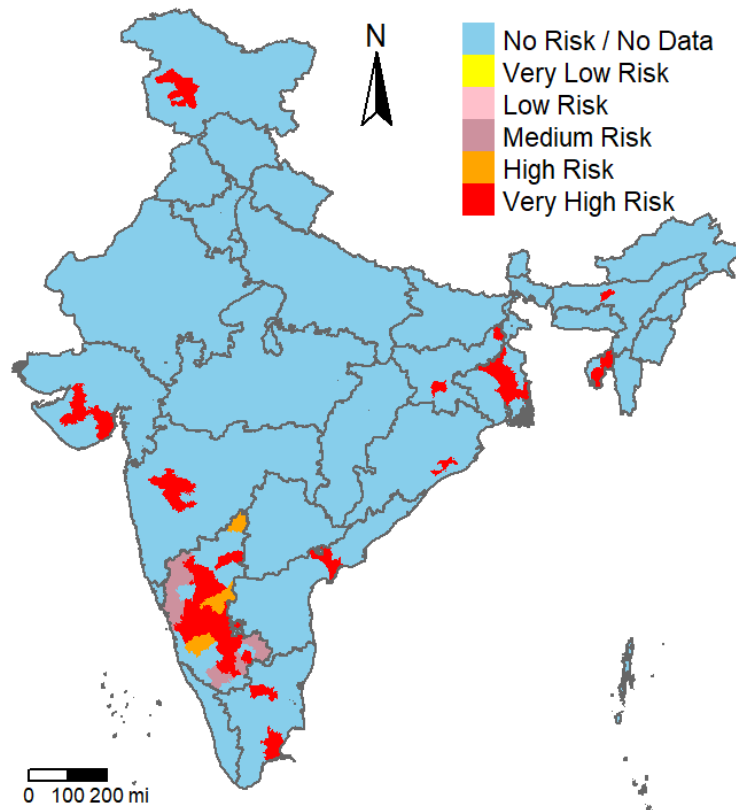 N
No Risk / No Data
Very Low Risk
Low Risk
Medium Risk
High Risk
Very High Risk
0 100 200 mi